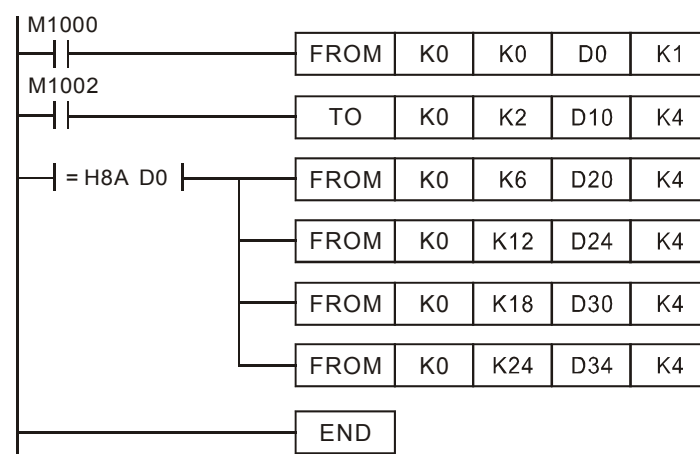 M1000
FROM K0 K0 D0 K1
M1002
TO K0 K2 D10 K4
= H8A D0 FROM K0 K6 D20 K4
FROM K0 K12 D24 K4
FROM K0 K18 D30 K4
FROM K0 K24 D34 K4
END